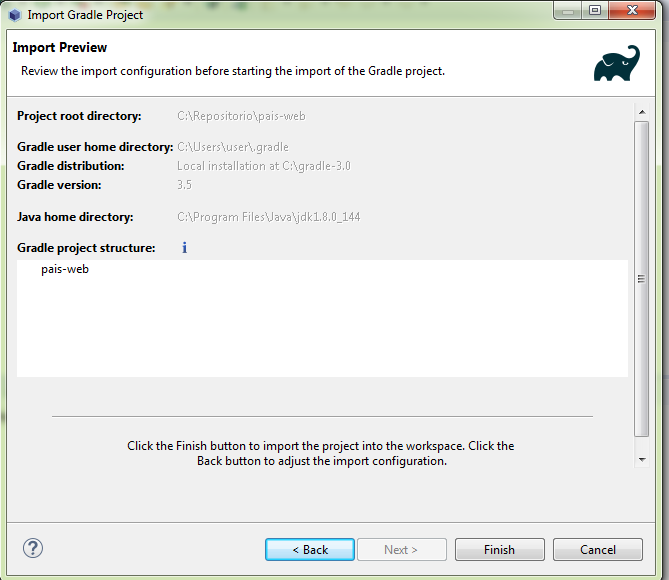 Import Gradle Project
Import Preview
Review the import configuration before starting the import of the Gradle project.
Project root directory: C:\Repositorio\pais-web
Gradle user home directory: C:\Users\user\.gradle
Gradle distribution: Local installation at C:\gradle-3.0
Gradle version: 3.5
Java home directory: C:\Program Files\Java\jdk1.8.0_144
Gradle project structure:
pais-web
Click the Finish button to import the project into the workspace. Click the
Back button to adjust the import configuration.
< Back Next > Finish Cancel